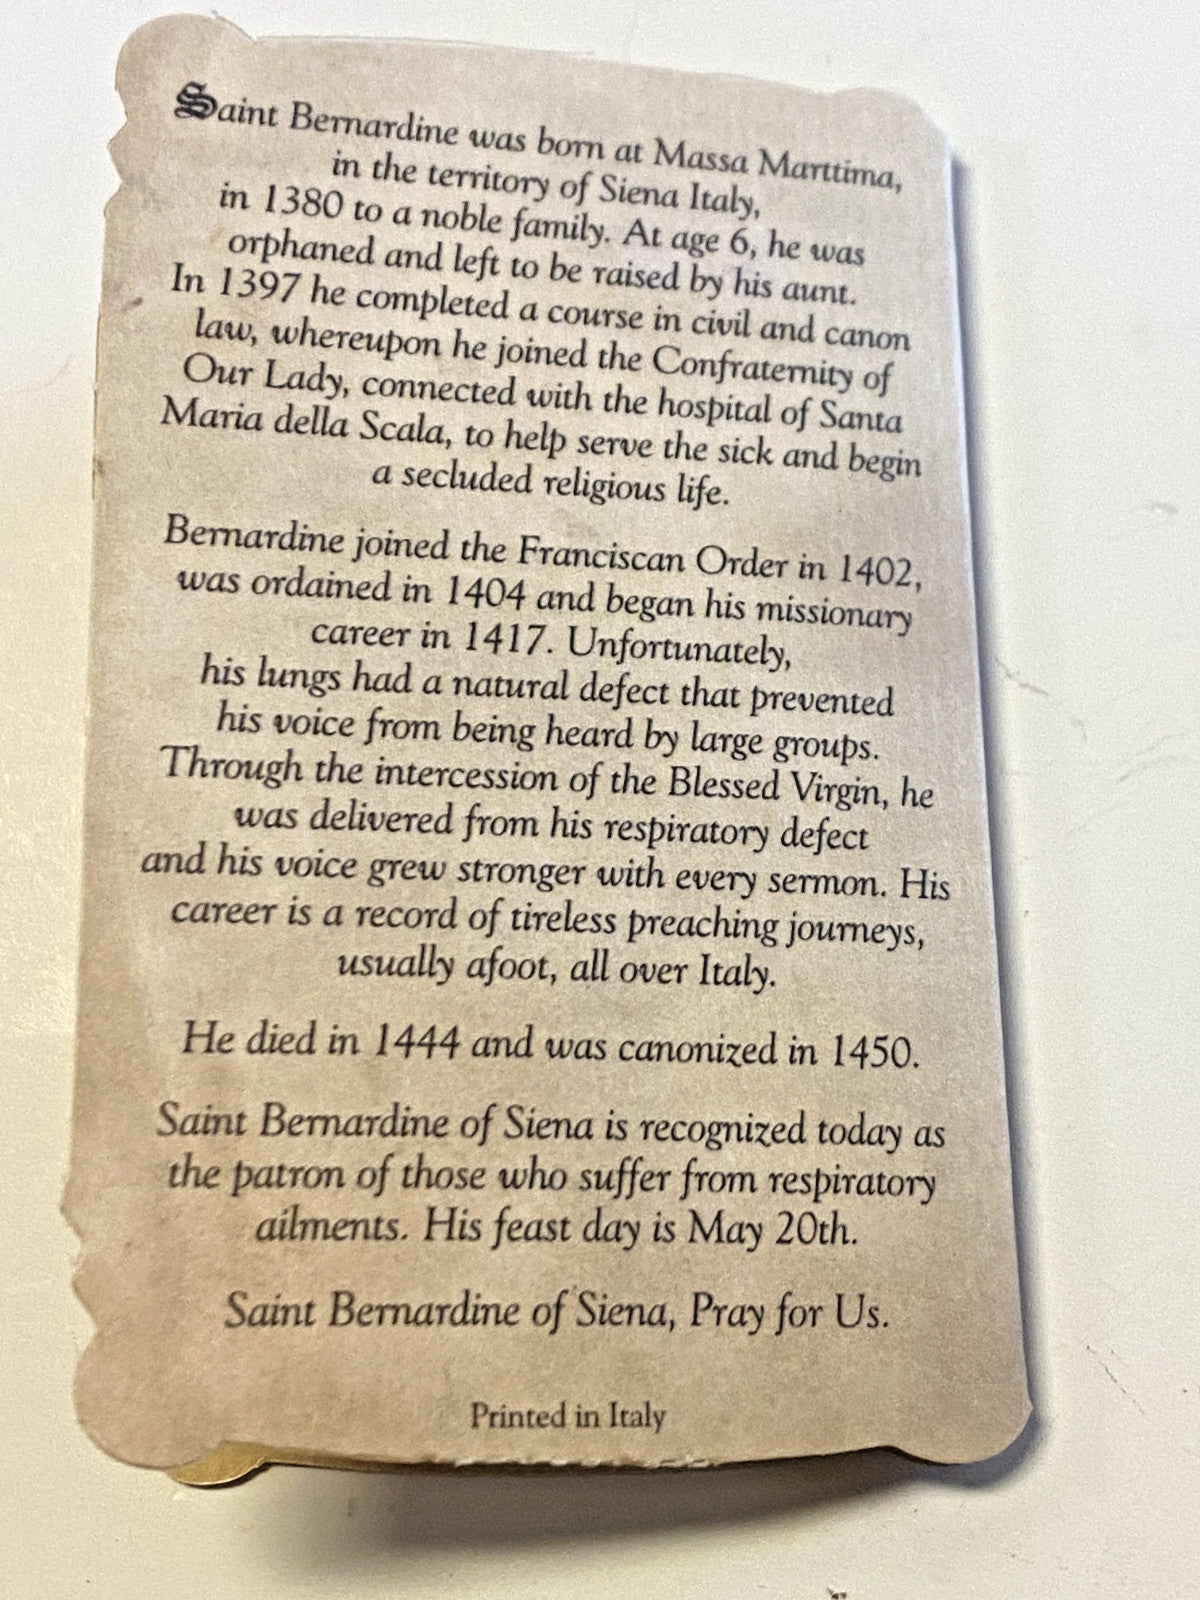 Saint Bernardine was born at Massa Marttima,
in the territory of Siena Italy,
in 1380 to a noble family. At age 6, he was
orphaned and left to be raised by his aunt.
In 1397 he completed a course in civil and canon
law, whereupon he joined the Confraternity of
Our Lady, connected with the hospital of Santa
Maria della Scala, to help serve the sick and begin
a secluded religious life.
Bernardine joined the Franciscan Order in 1402,
was ordained in 1404 and began his missionary
career in 1417. Unfortunately,
his lungs had a natural defect that prevented
his voice from being heard by large groups.
Through the intercession of the Blessed Virgin, he
was delivered from his respiratory defect
and his voice grew stronger with every sermon. His
career is a record of tireless preaching journeys,
usually afoot, all over Italy.
He died in 1444 and was canonized in 1450.
Saint Bernardine of Siena is recognized today as
the patron of those who suffer from respiratory
ailments. His feast day is May 20th.
Saint Bernardine of Siena, Pray for Us.
Printed in Italy